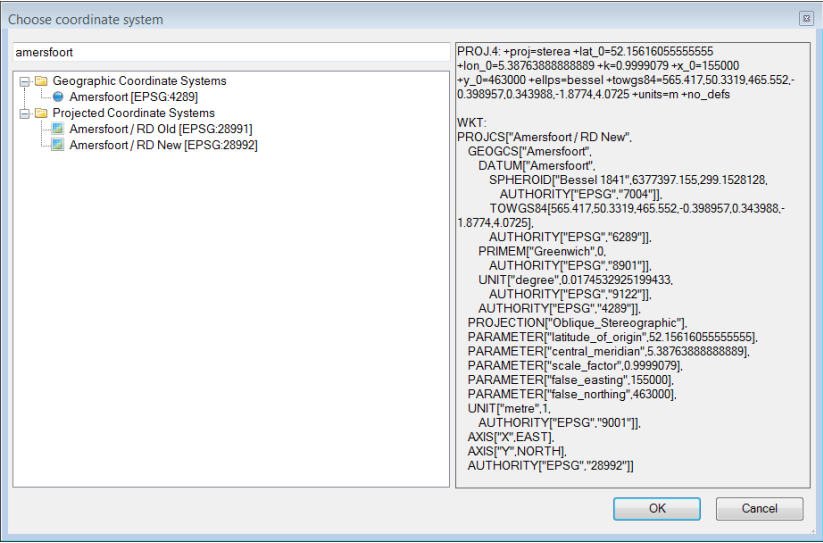 Choose coordinate system
amersfoort
Geographic Coordinate Systems
Amersfoort [EPSG:4289]
Projected Coordinate Systems
Amersfoort / RD Old [EPSG:28991]
Amersfoort / RD New [EPSG:28992]
PROJ.4: +proj=sterea +lat_0=52.15616055555555
+lon_0=5.38763888888889 +k=0.9999079 +x_0=155000
+y_0=463000 +ellps=bessel +towgs84=565.417,50.3319,465.552,-
0.398957,0.343988,-1.8774,4.0725 +units=m +no_defs
WKT:
PROJCS["Amersfoort / RD New",
GEOGCS["Amersfoort",
DATUM["Amersfoort",
SPHEROID["Bessel 1841",6377397.155,299.1528128,
AUTHORITY["EPSG","7004"]],
TOWGS84[565.417,50.3319,465.552,-0.398957,0.343988,-
1.8774,4.0725],
AUTHORITY["EPSG","6289"]],
PRIMEM["Greenwich",0,
AUTHORITY["EPSG","8901"]],
UNIT["degree",0.0174532925199433,
AUTHORITY["EPSG","9122"]],
AUTHORITY["EPSG","4289"]],
PROJECTION["Oblique_Stereographic"],
PARAMETER["latitude_of_origin",52.15616055555555],
PARAMETER["central_meridian",5.38763888888889],
PARAMETER["scale_factor",0.9999079],
PARAMETER["false_easting",155000],
PARAMETER["false_northing",463000],
UNIT["metre",1,
AUTHORITY["EPSG","9001"]],
AXIS["X",EAST],
AXIS["Y",NORTH],
AUTHORITY["EPSG","28992"]]
OK
Cancel